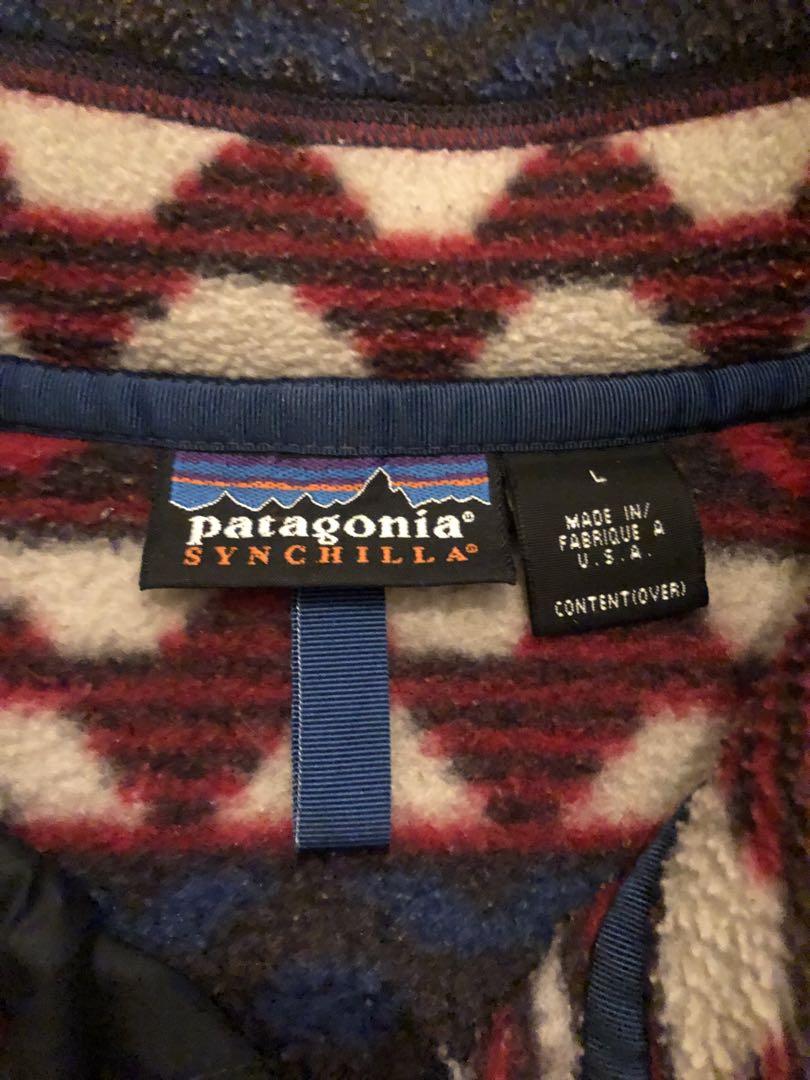 patagonia®
SYNCHILLA®
L
MADE IN/
FABRIQUE A
U.S.A.
CONTENT(OVER)